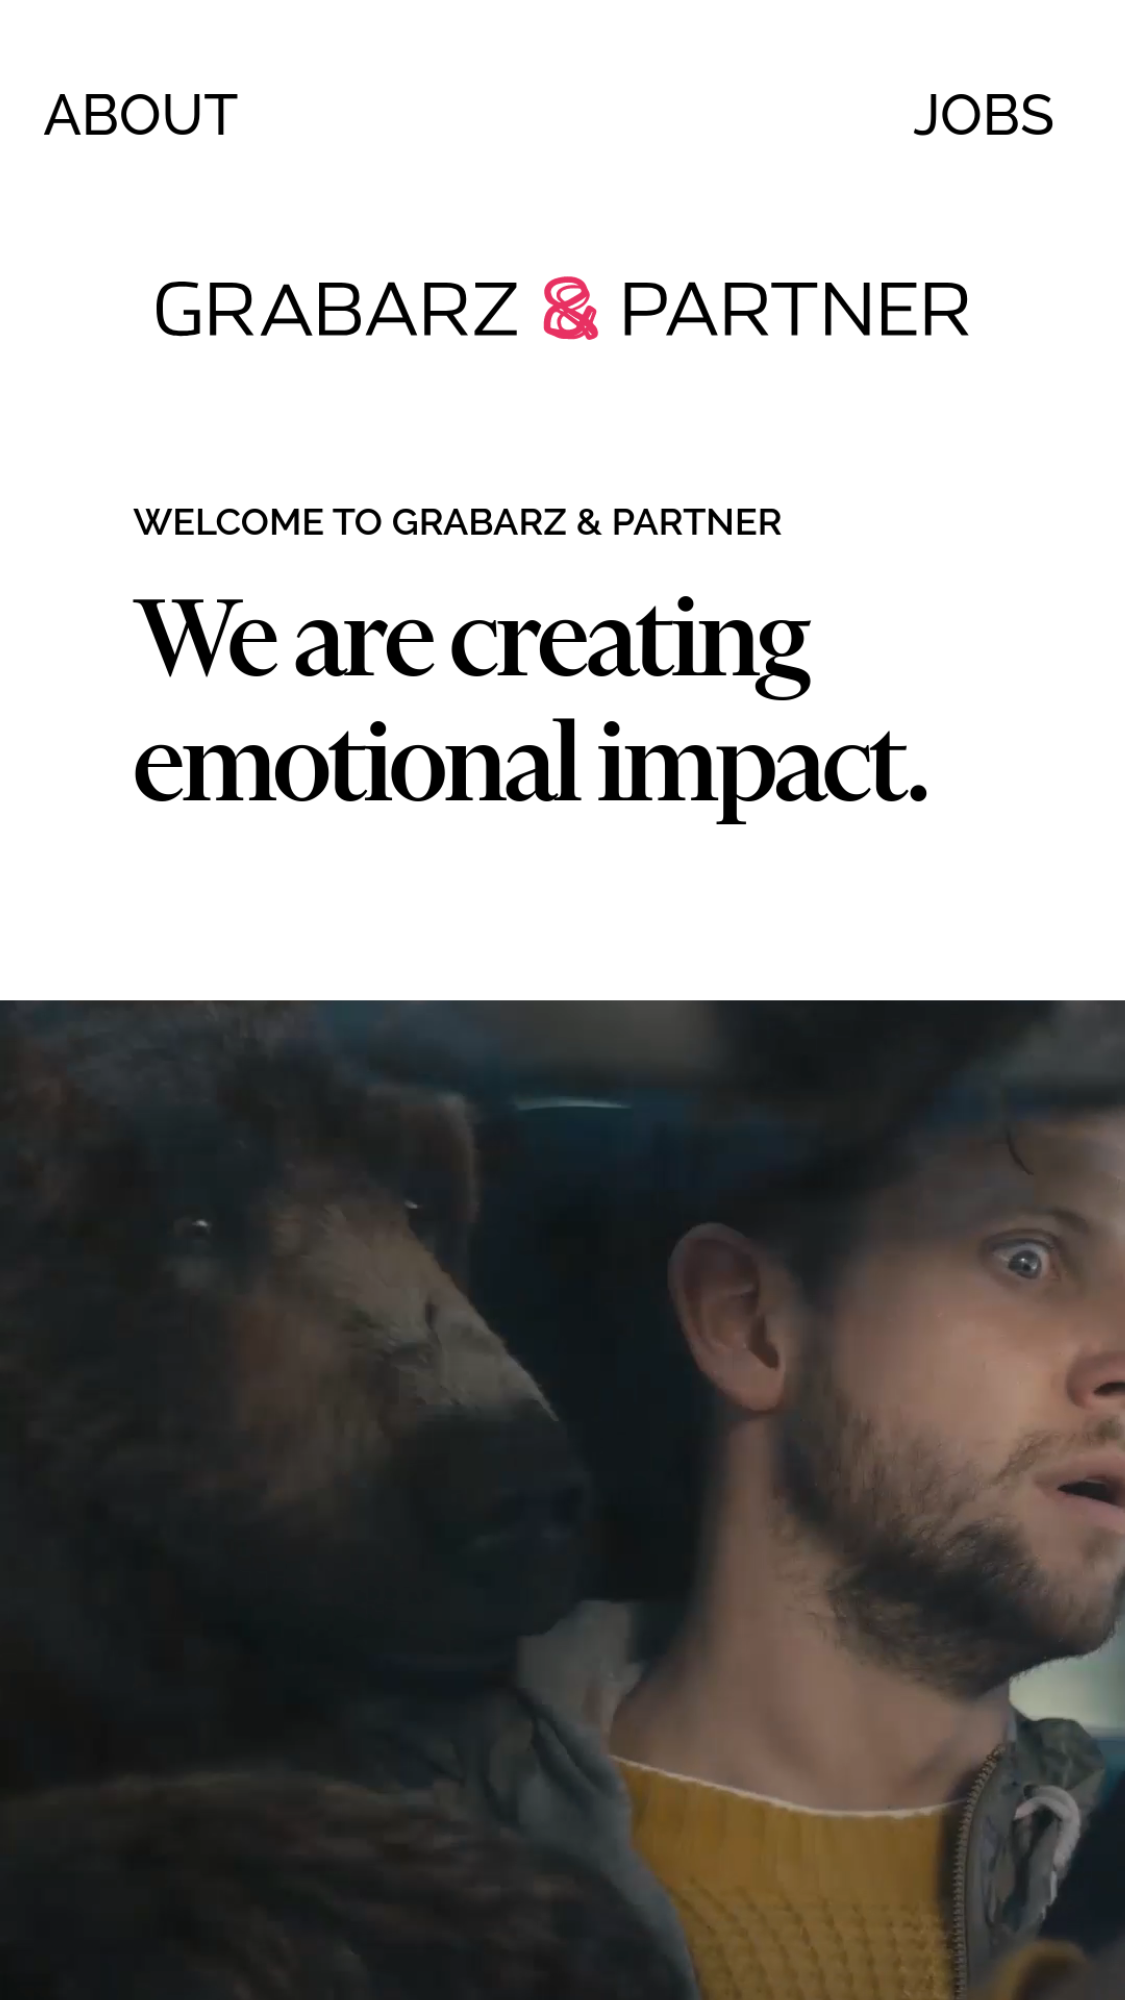 ABOUT
JOBS
GRABARZ & PARTNER
WELCOME TO GRABARZ & PARTNER
We are creating
emotional impact.